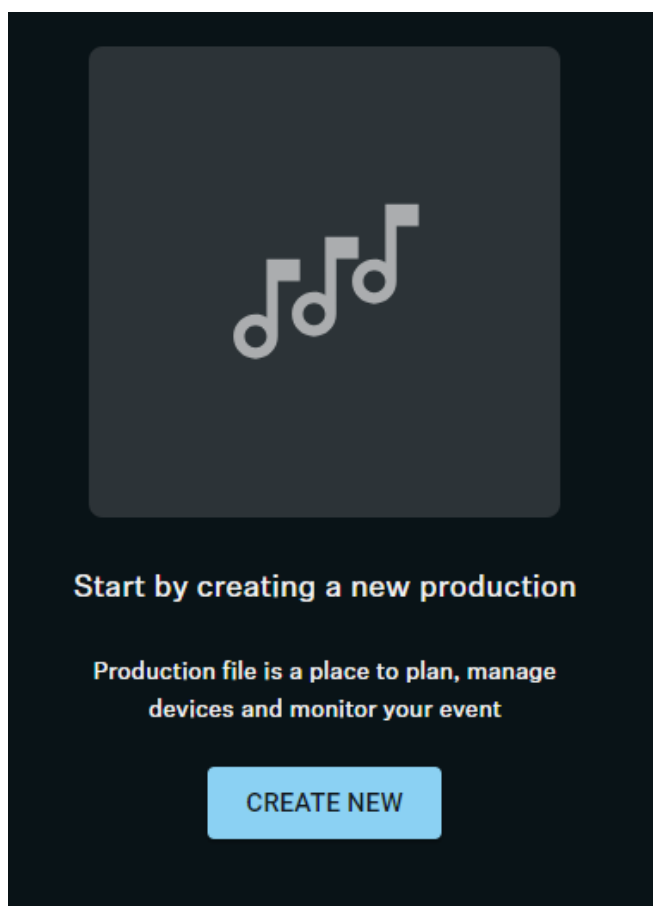 Start by creating a new production
Production file is a place to plan, manage
devices and monitor your event
CREATE NEW